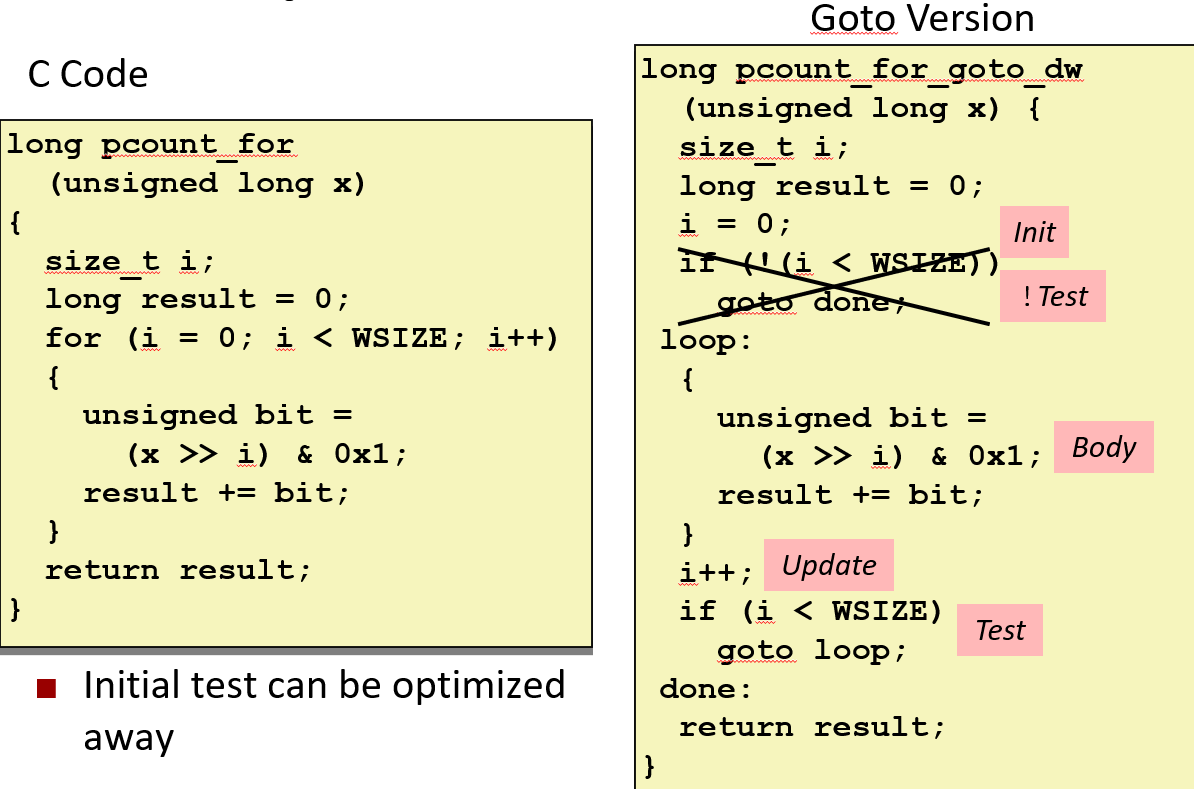 C Code
long pcount_for
(unsigned long x)
{
size_t i;
long result = 0;
for (i = 0; i < WSIZE; i++)
{
unsigned bit =
(x >> i) & 0x1;
result += bit;
}
return result;
}
■ Initial test can be optimized
away
Goto Version
long pcount_for_goto_dw
(unsigned long x) {
size_t i;
long result = 0;
i = 0;
Init
if (!(i < WSIZE))
goto done;
! Test
loop:
{
unsigned bit =
(x >> i) & 0x1;
Body
result += bit;
}
i++;
Update
if (i < WSIZE)
goto loop;
Test
done:
return result;
}